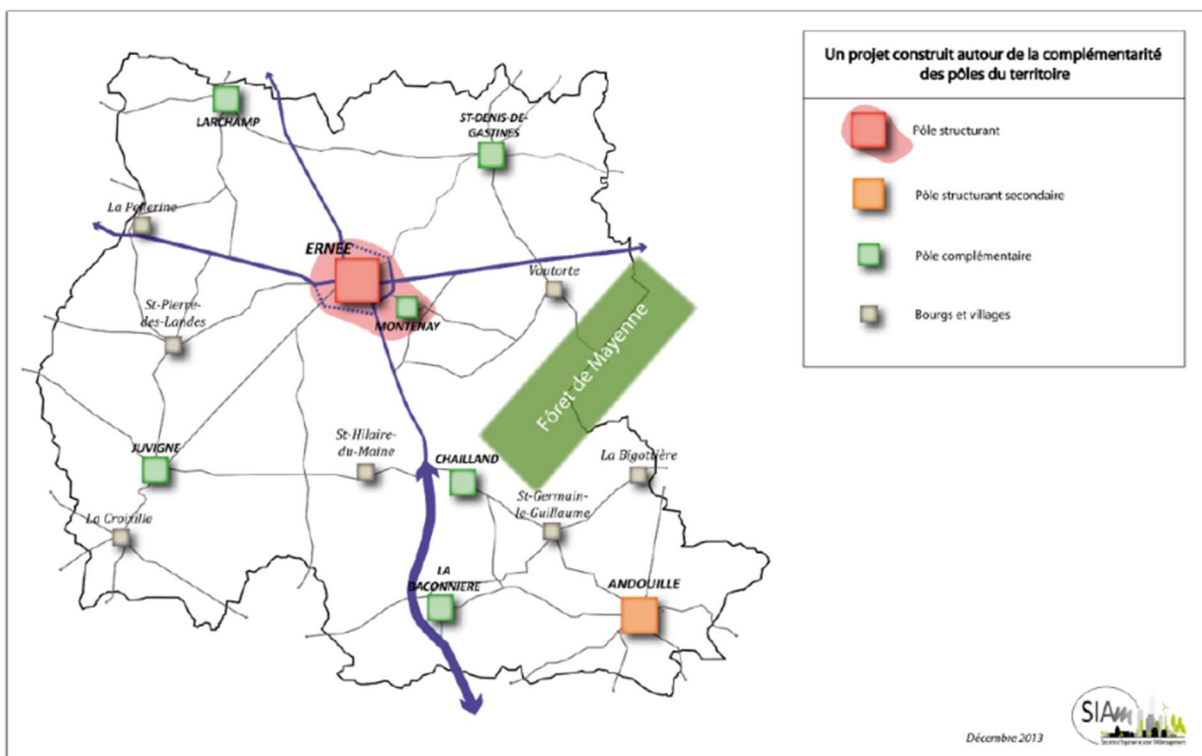 Un projet construit autour de la complémentarité
des pôles du territoire
Pôle structurant
Pôle structurant secondaire
Pôle complémentaire
Bourgs et villages
LARCHAMP
ST-DENIS-DE-
GASTINES
La Pellerine
ERNEE
Vautorte
MONTENAY
St-Pierre-
des-Landes
Fôret de Mayenne
JUVIGNE
St-Hilaire-
du-Maine
CHAILLAND
La Bigottière
St-Germain-
le-Guillaume
La Croixille
LA
BACONNIERE
ANDOUILLE
Décembre 2013
SIAm